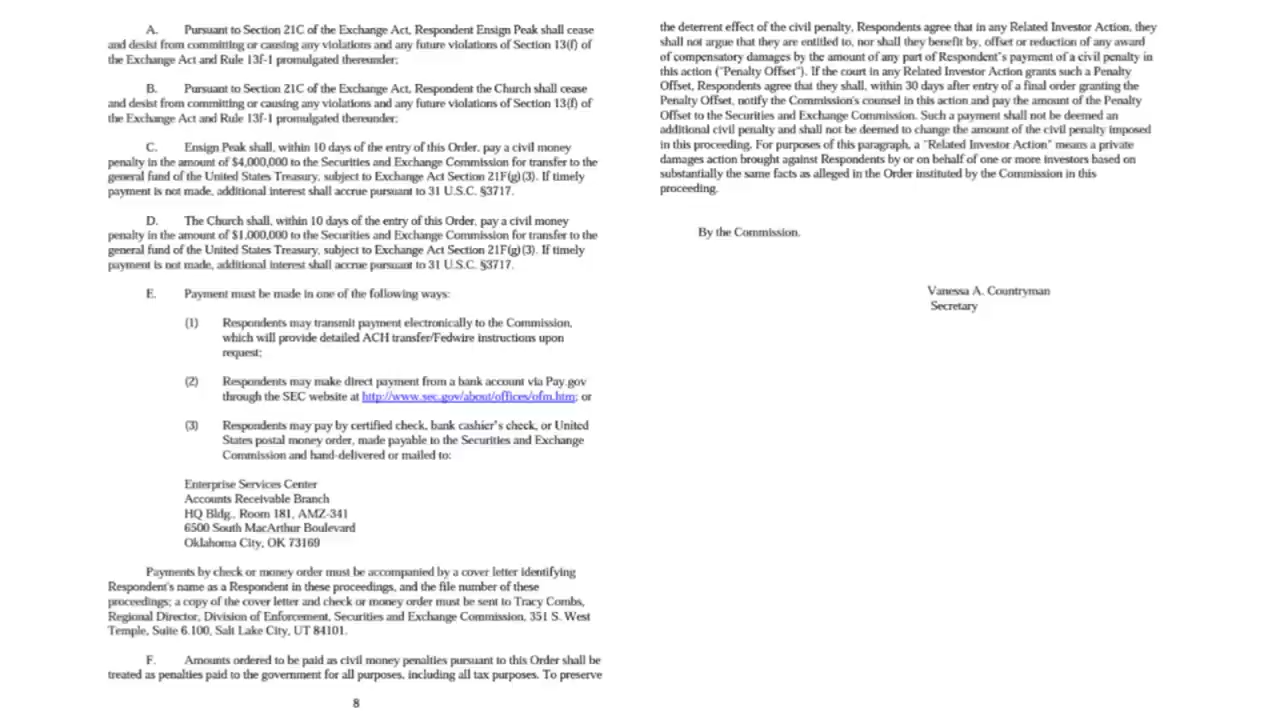 A. Pursuant to Section 21C of the Exchange Act, Respondent Ensign Peak shall cease
and desist from committing or causing any violations and any future violations of Section 13(f) of
the Exchange Act and Rule 13f-1 promulgated thereunder;
B. Pursuant to Section 21C of the Exchange Act, Respondent the Church shall cease
and desist from committing or causing any violations and any future violations of Section 13(f) of
the Exchange Act and Rule 13f-1 promulgated thereunder;
C. Ensign Peak shall, within 10 days of the entry of this Order, pay a civil money
penalty in the amount of $4,000,000 to the Securities and Exchange Commission for transfer to the
general fund of the United States Treasury, subject to Exchange Act Section 21F(g)(3). If timely
payment is not made, additional interest shall accrue pursuant to 31 U.S.C. §3717.
D. The Church shall, within 10 days of the entry of this Order, pay a civil money
penalty in the amount of $1,000,000 to the Securities and Exchange Commission for transfer to the
general fund of the United States Treasury, subject to Exchange Act Section 21F(g)(3). If timely
payment is not made, additional interest shall accrue pursuant to 31 U.S.C. §3717.
E. Payment must be made in one of the following ways:
(1) Respondents may transmit payment electronically to the Commission,
which will provide detailed ACH transfer/Fedwire instructions upon
request;
(2) Respondents may make direct payment from a bank account via Pay.gov
through the SEC website at http://www.sec.gov/about/offices/ofm.htm; or
(3) Respondents may pay by certified check, bank cashier's check, or United
States postal money order, made payable to the Securities and Exchange
Commission and hand-delivered or mailed to:
Enterprise Services Center
Accounts Receivable Branch
HQ Bldg., Room 181, AMZ-341
6500 South MacArthur Boulevard
Oklahoma City, OK 73169
Payments by check or money order must be accompanied by a cover letter identifying
Respondent's name as a Respondent in these proceedings, and the file number of these
proceedings; a copy of the cover letter and check or money order must be sent to Tracy Combs,
Regional Director, Division of Enforcement, Securities and Exchange Commission, 351 S. West
Temple, Suite 6.100, Salt Lake City, UT 84101.
F. Amounts ordered to be paid as civil money penalties pursuant to this Order shall be
treated as penalties paid to the government for all purposes, including all tax purposes. To preserve
8
the deterrent effect of the civil penalty, Respondents agree that in any Related Investor Action, they
shall not argue that they are entitled to, nor shall they benefit by, offset or reduction of any award
of compensatory damages by the amount of any part of Respondent's payment of a civil penalty in
this action ("Penalty Offset"). If the court in any Related Investor Action grants such a Penalty
Offset, Respondents agree that they shall, within 30 days after entry of a final order granting the
Penalty Offset, notify the Commission's counsel in this action and pay the amount of the Penalty
Offset to the Securities and Exchange Commission. Such a payment shall not be deemed an
additional civil penalty and shall not be deemed to change the amount of the civil penalty imposed
in this proceeding. For purposes of this paragraph, a "Related Investor Action" means a private
damages action brought against Respondents by or on behalf of one or more investors based on
substantially the same facts as alleged in the Order instituted by the Commission in this
proceeding.
By the Commission.
Vanessa A. Countryman
Secretary